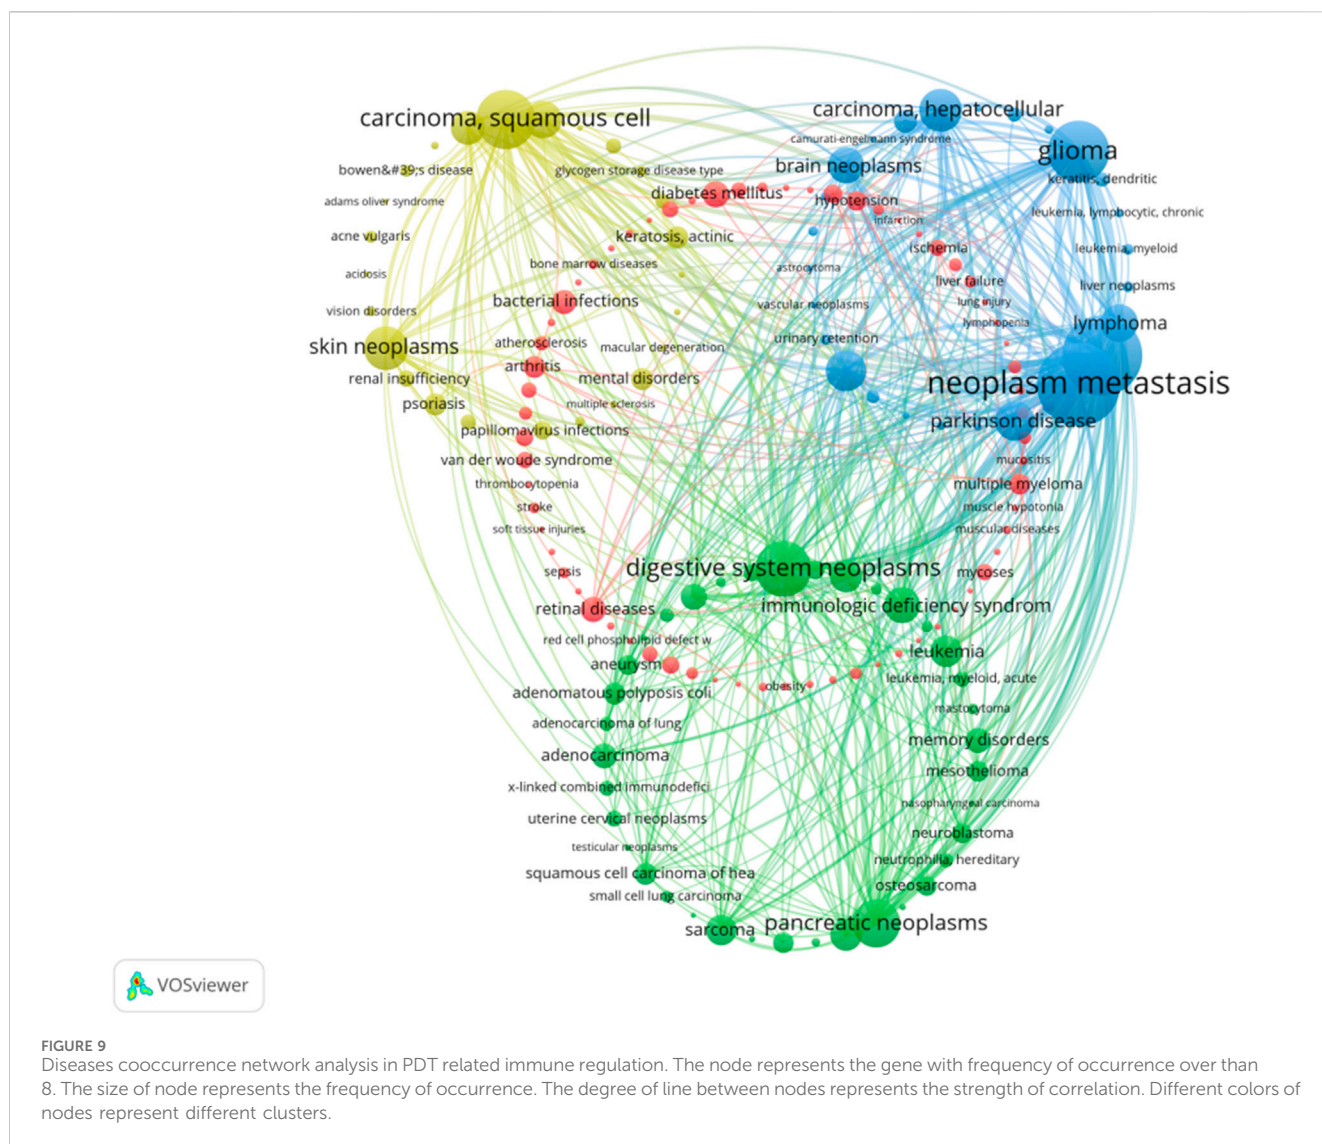 carcinoma, squamous cell
carcinoma, hepatocellular
camurati-engelmann syndrome
glioma
brain neoplasms
bowen&#39;s disease
glycogen storage disease type
keratitis, dendritic
diabetes mellitus
hypotension
adams oliver syndrome
leukemia, lymphocytic, chronic
infarction
acne vulgaris
keratosis, actinic
ischemia
leukemia, myeloid
bone marrow diseases
astrocytoma
acidosis
liver failure
liver neoplasms
bacterial infections
vascular neoplasms
lung injury
vision disorders
lymphopenia
lymphoma
urinary retention
skin neoplasms
atherosclerosis
macular degeneration
arthritis
renal insufficiency
mental disorders
neoplasm metastasis
psoriasis
multiple sclerosis
parkinson disease
papillomavirus infections
van der woude syndrome
mucositis
thrombocytopenia
multiple myeloma
stroke
muscle hypotonia
soft tissue injuries
muscular diseases
sepsis
digestive system neoplasms
mycoses
retinal diseases
immunologic deficiency syndrom
red cell phospholipid defect w
leukemia
aneurysm
leukemia, myeloid, acute
obesity
adenomatous polyposis coli
mastocytoma
adenocarcinoma of lung
memory disorders
adenocarcinoma
mesothelioma
x-linked combined immunodefici
nasopharyngeal carcinoma
uterine cervical neoplasms
neuroblastoma
testicular neoplasms
neutrophilia, hereditary
squamous cell carcinoma of hea
osteosarcoma
small cell lung carcinoma
sarcoma
pancreatic neoplasms
VOSviewer
FIGURE 9
Diseases cooccurrence network analysis in PDT related immune regulation. The node represents the gene with frequency of occurrence over than
8. The size of node represents the frequency of occurrence. The degree of line between nodes represents the strength of correlation. Different colors of
nodes represent different clusters.